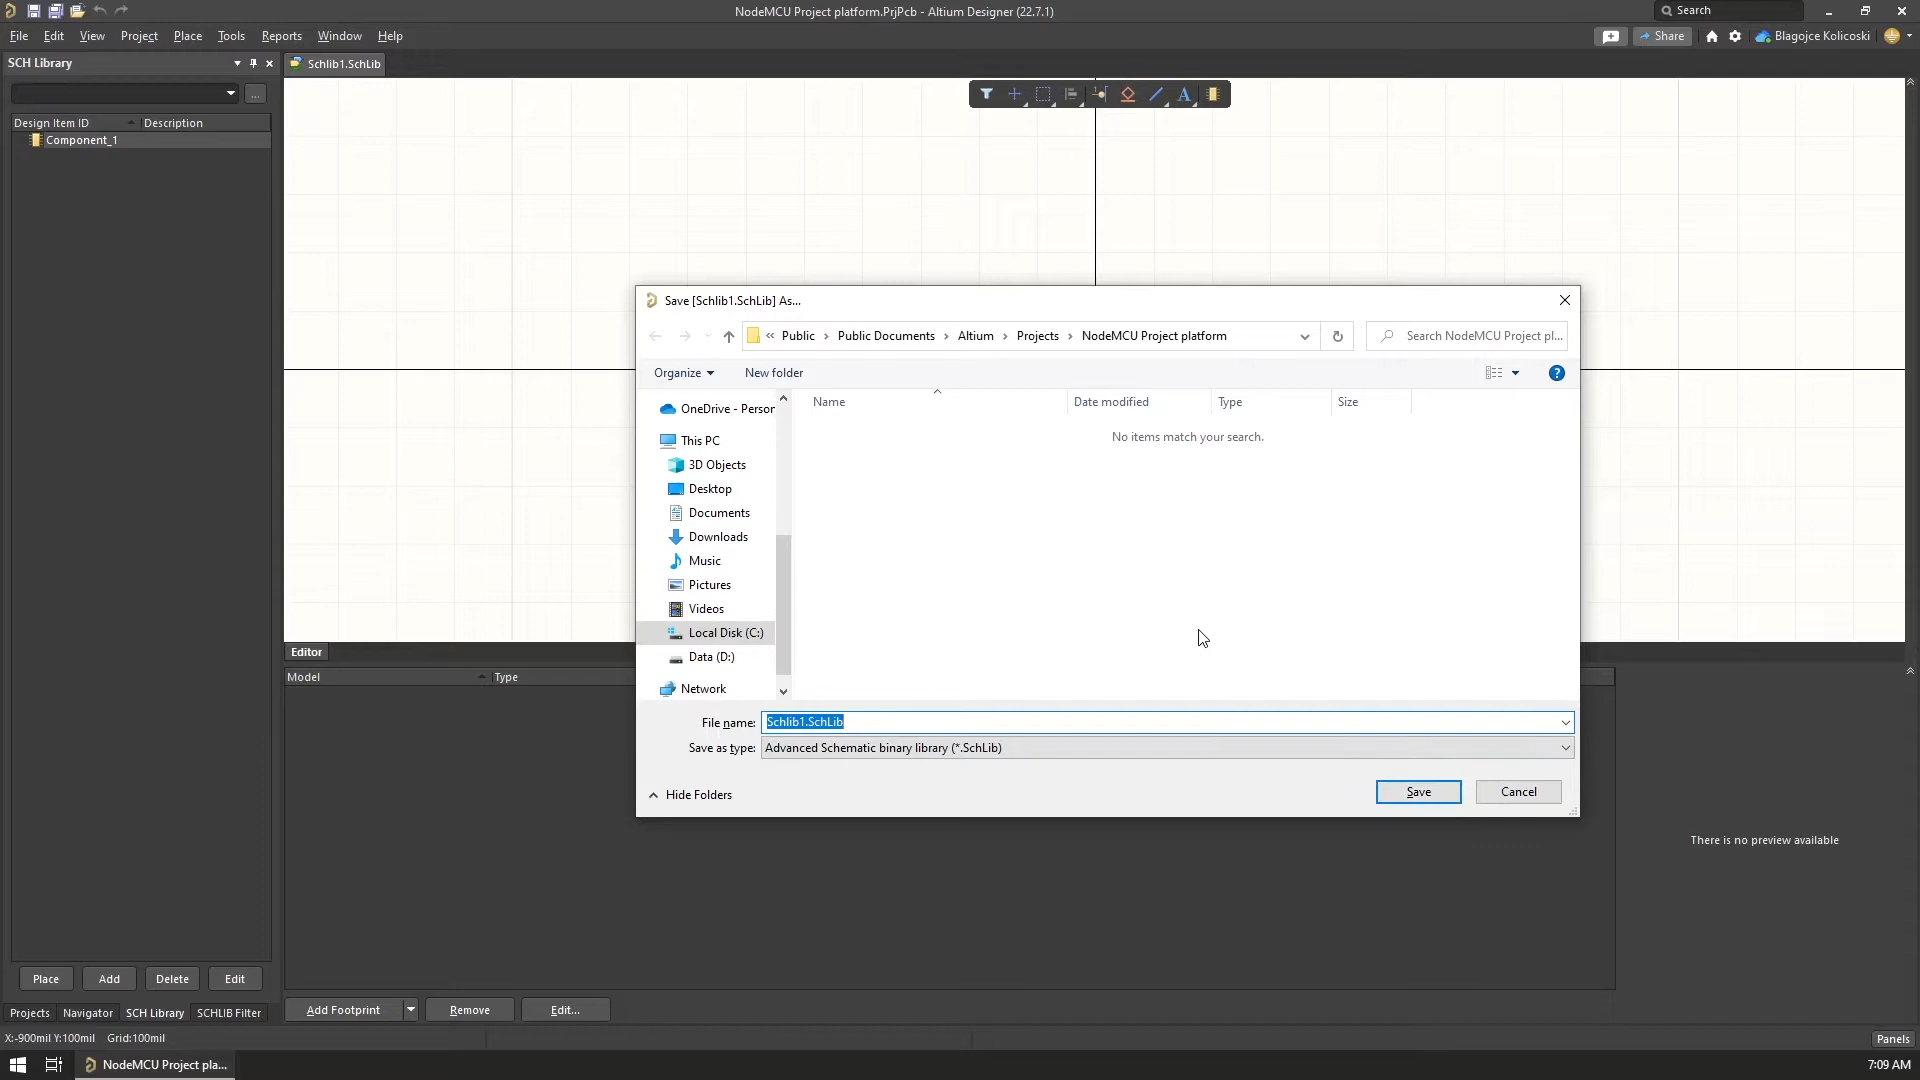 NodeMCU Project platform.PrjPcb - Altium Designer (22.7.1)
Search
File Edit View Project Place Tools Reports Window Help
Share
Blagojce Kolicoski
SCH Library
Schlib1.SchLib
...
Design Item ID Description
Component_1
A
Save [Schlib1.SchLib] As...
« Public › Public Documents › Altium › Projects › NodeMCU Project platform
Search NodeMCU Project pl...
Organize New folder
?
OneDrive - Person
Name Date modified Type Size
No items match your search.
This PC
3D Objects
Desktop
Documents
Downloads
Music
Pictures
Videos
Local Disk (C:)
Data (D:)
Network
Editor
Model Type
File name: Schlib1.SchLib
Save as type: Advanced Schematic binary library (*.SchLib)
Hide Folders
Save Cancel
There is no preview available
Place Add Delete Edit
Add Footprint Remove Edit...
Projects Navigator SCH Library SCHLIB Filter
X:-900mil Y:100mil Grid:100mil
Panels
NodeMCU Project pla...
7:09 AM